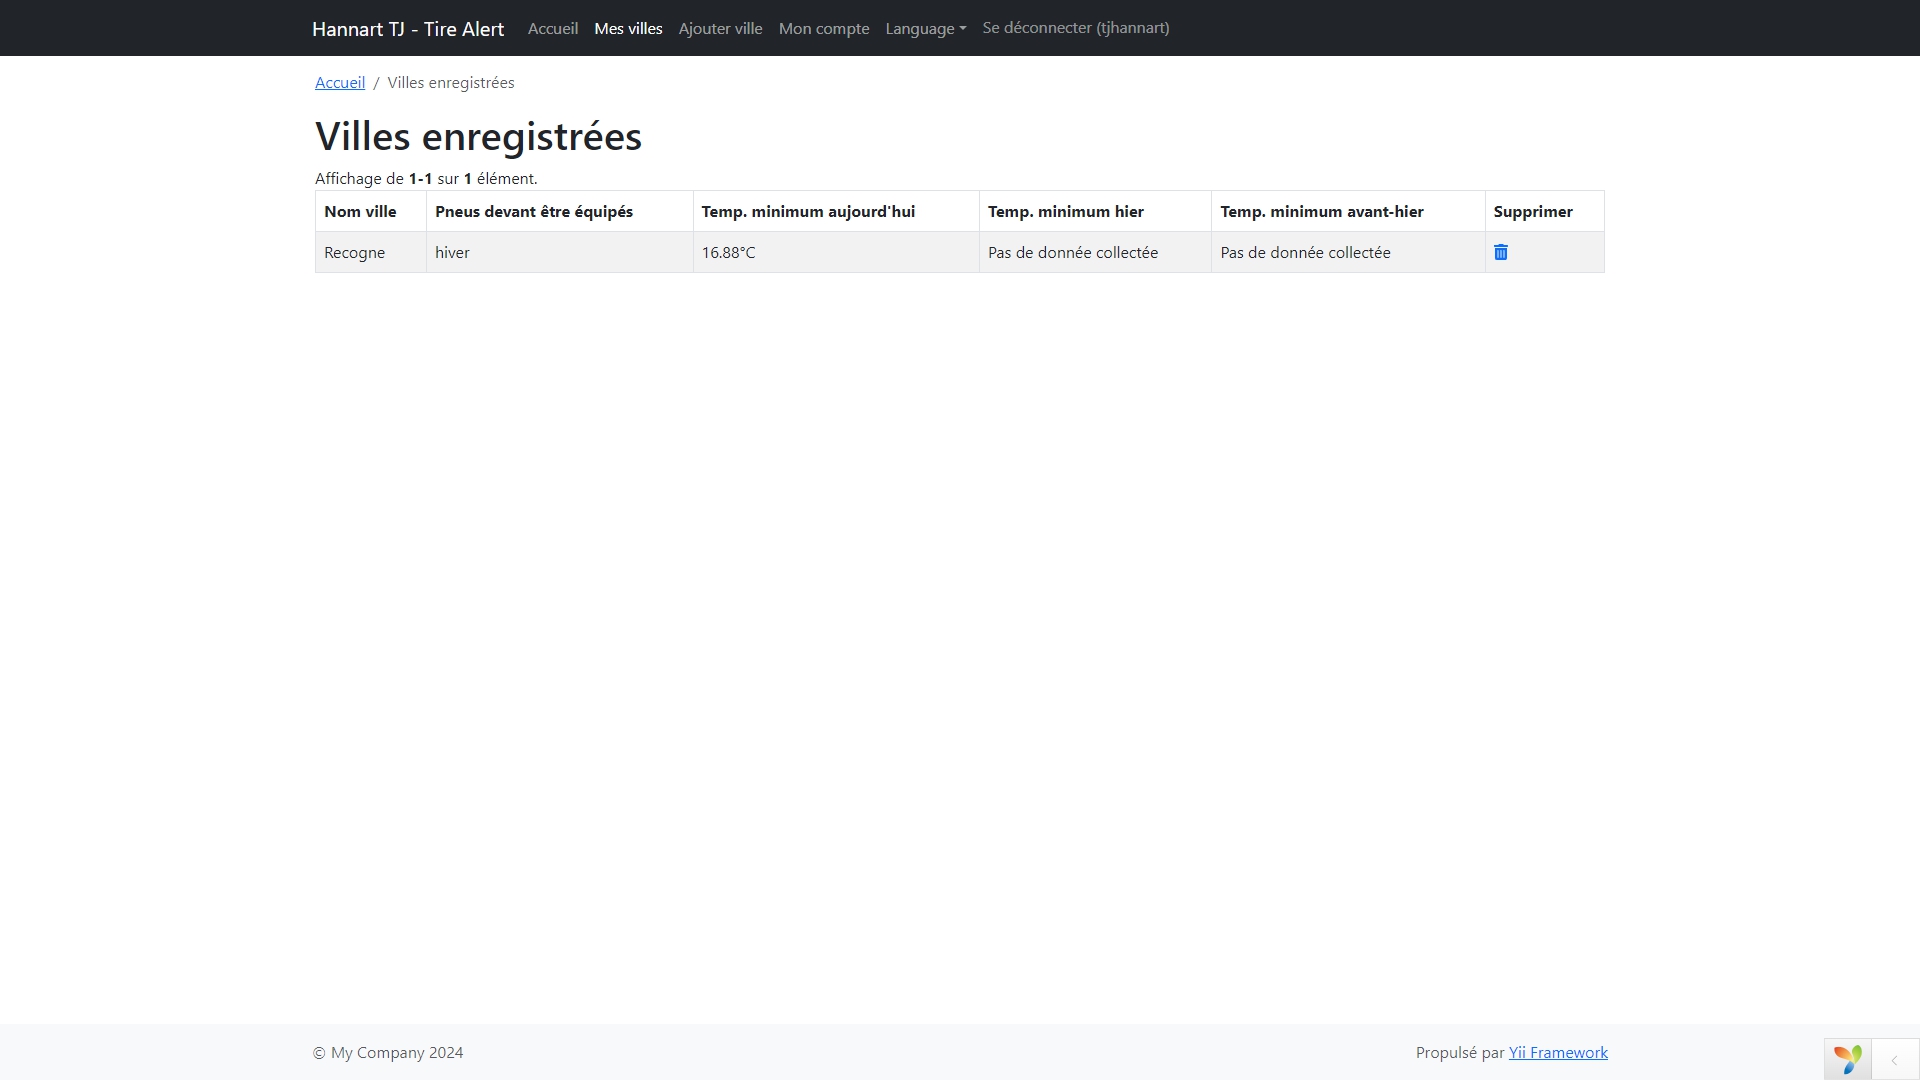 Hannart TJ - Tire Alert Accueil Mes villes Ajouter ville Mon compte Language Se déconnecter (tjhannart)
Accueil / Villes enregistrées
Villes enregistrées
Affichage de 1-1 sur 1 élément.
Nom ville Pneus devant être équipés Temp. minimum aujourd'hui Temp. minimum hier Temp. minimum avant-hier Supprimer
Recogne hiver 16.88°C Pas de donnée collectée Pas de donnée collectée
© My Company 2024 Propulsé par Yii Framework